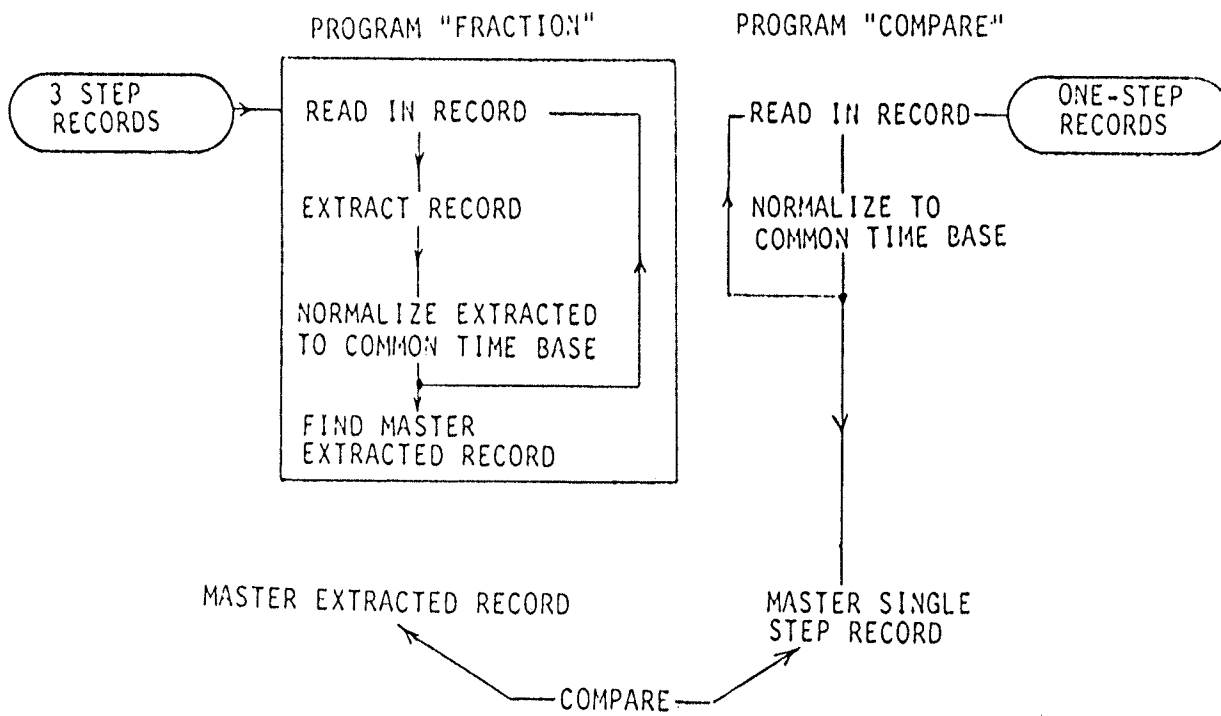 PROGRAM "FRACTION"
PROGRAM "COMPARE"
3 STEP
RECORDS
READ IN RECORD
EXTRACT RECORD
NORMALIZE EXTRACTED
TO COMMON TIME BASE
FIND MASTER
EXTRACTED RECORD
READ IN RECORD
ONE-STEP
RECORDS
NORMALIZE TO
COMMON TIME BASE
MASTER EXTRACTED RECORD
MASTER SINGLE
STEP RECORD
COMPARE